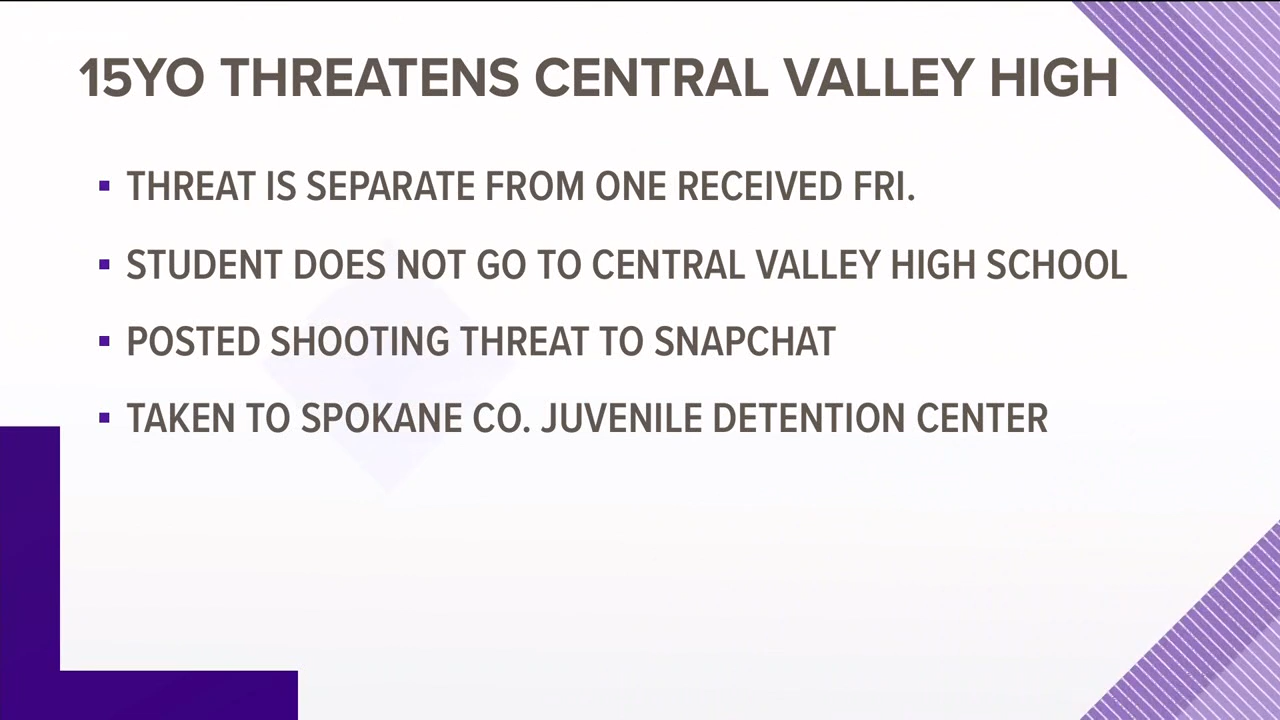 15YO THREATENS CENTRAL VALLEY HIGH
▪ THREAT IS SEPARATE FROM ONE RECEIVED FRI.
▪ STUDENT DOES NOT GO TO CENTRAL VALLEY HIGH SCHOOL
▪ POSTED SHOOTING THREAT TO SNAPCHAT
▪ TAKEN TO SPOKANE CO. JUVENILE DETENTION CENTER